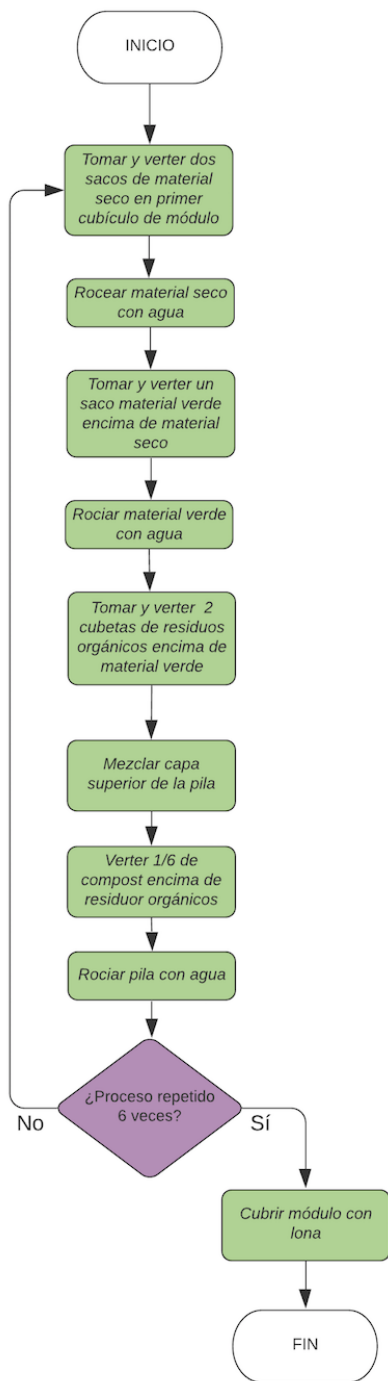 INICIO
Tomar y verter dos
sacos de material
seco en primer
cubículo de módulo
Rocear material seco
con agua
Tomar y verter un
saco material verde
encima de material
seco
Rociar material verde
con agua
Tomar y verter 2
cubetas de residuos
orgánicos encima de
material verde
Mezclar capa
superior de la pila
Verter 1/6 de
compost encima de
residuor orgánicos
Rociar pila con agua
¿Proceso repetido
6 veces?
No
Sí
Cubrir módulo con
lona
FIN